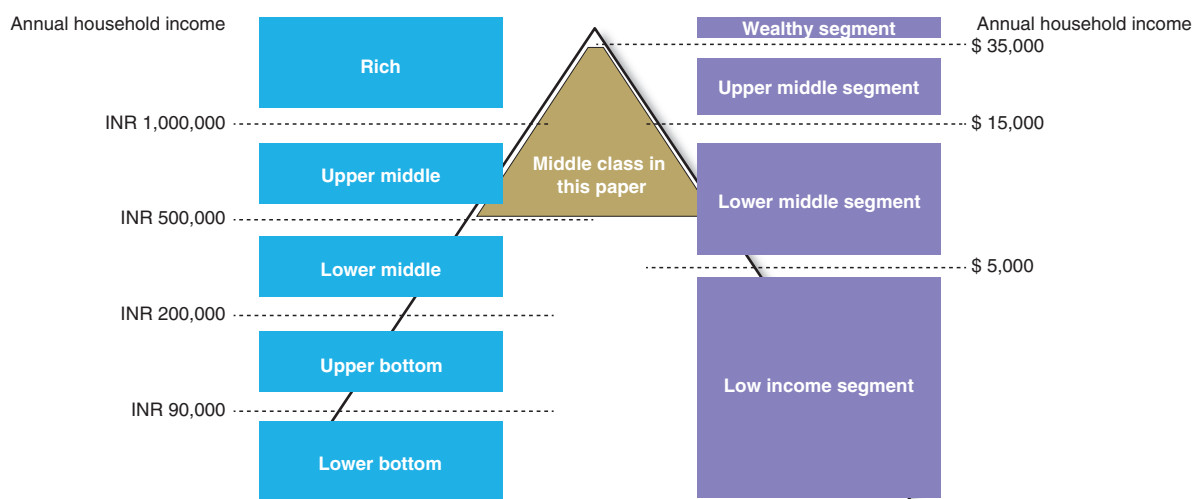 Annual household income
Rich
INR 1,000,000
Upper middle
INR 500,000
Lower middle
INR 200,000
Upper bottom
INR 90,000
Lower bottom
Middle class in
this paper
Wealthy segment
Upper middle segment
Lower middle segment
Low income segment
Annual household income
$ 35,000
$ 15,000
$ 5,000